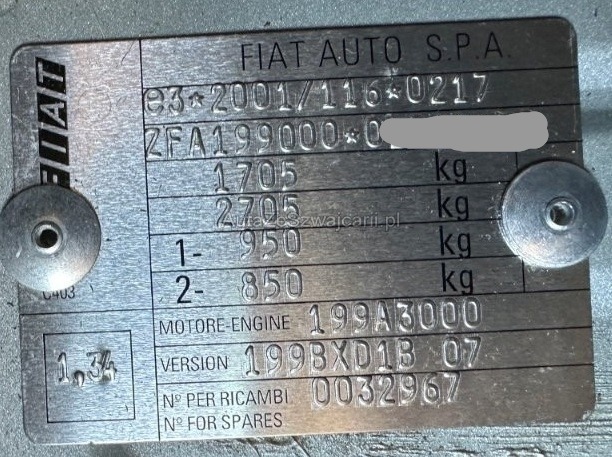 FIAT
FIAT AUTO S.P.A.
e3*2001/116*0217
ZFA199000*0
1705 kg
2705 kg
AutaZeSzwajcarii.pl
1- 950 kg
2- 850 kg
C403
MOTORE-ENGINE 199A3000
1,34
VERSION 199BXD1B 07
Nº PER RICAMBI 0032967
Nº FOR SPARES